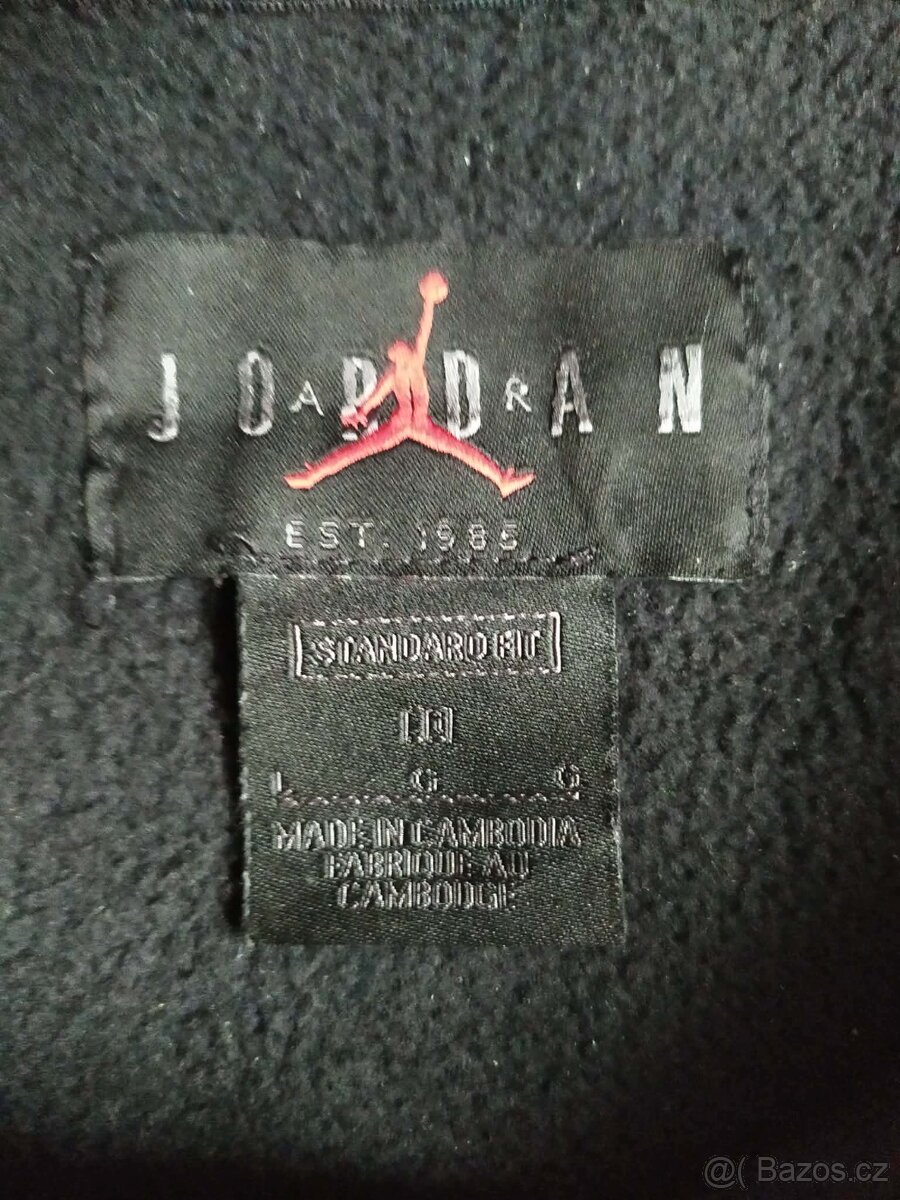 JORDAN
AIR
EST. 1985
STANDARD FIT
L G G
MADE IN CAMBODIA
FABRIQUE AU
CAMBODGE
@( Bazos.cz